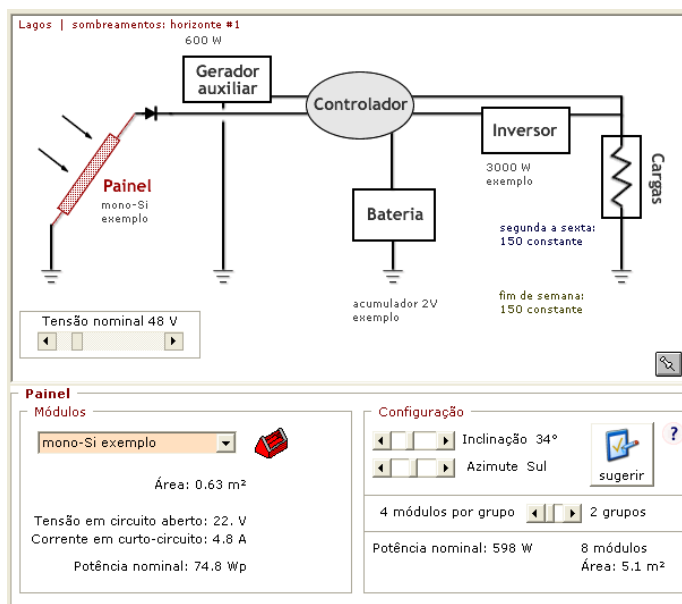 Lagos | sombreamentos: horizonte #1
600 W
Gerador
auxiliar
Controlador
Inversor
3000 W
exemplo
Cargas
Painel
mono-Si
exemplo
Bateria
segunda a sexta:
150 constante
acumulador 2V
exemplo
fim de semana:
150 constante
Tensão nominal 48 V
Painel
Módulos
mono-Si exemplo
Área: 0.63 m²
Tensão em circuito aberto: 22. V
Corrente em curto-circuito: 4.8 A
Potência nominal: 74.8 Wp
Configuração
Inclinação 34°
Azimute Sul
sugerir
?
4 módulos por grupo 2 grupos
Potência nominal: 598 W 8 módulos
Área: 5.1 m²